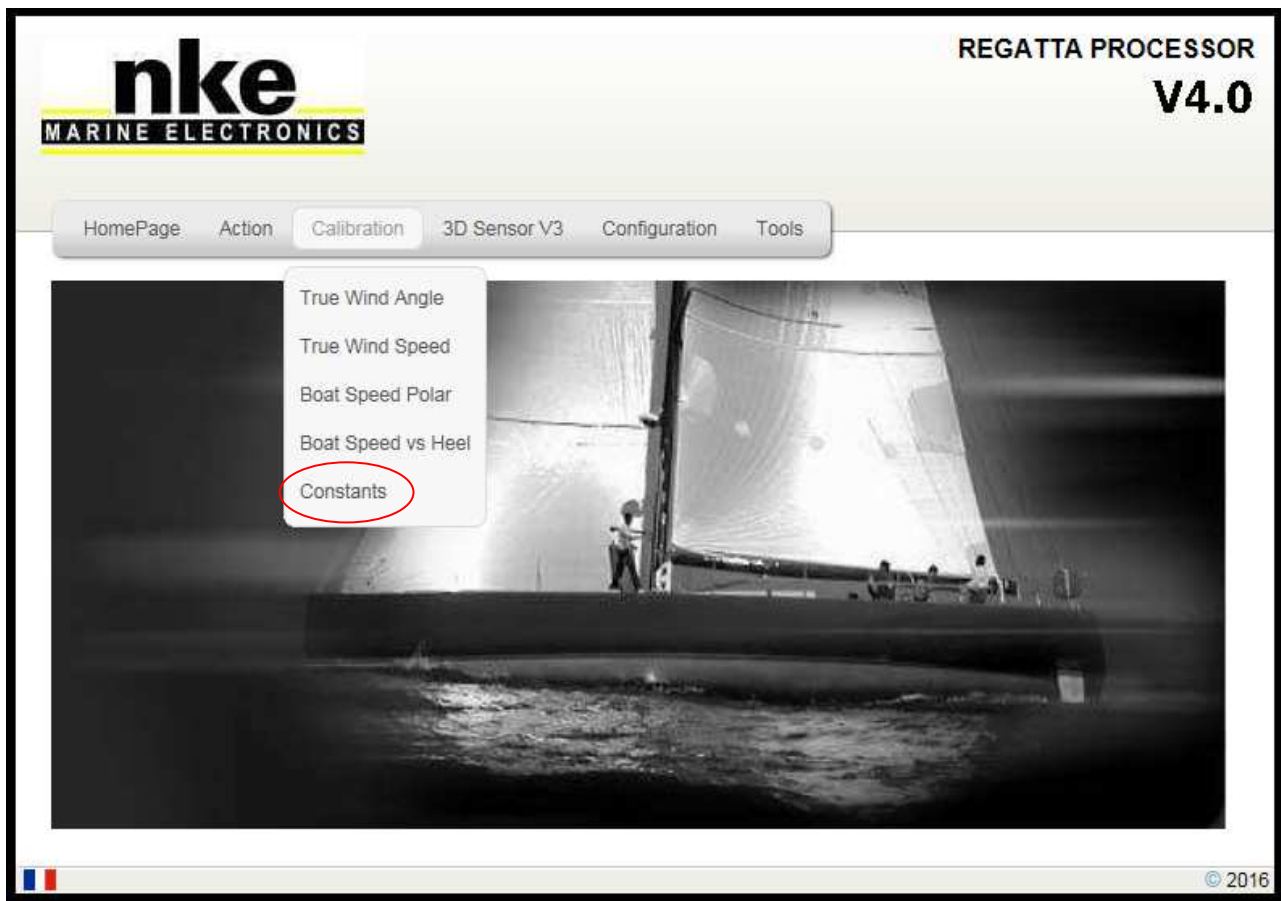 nke
MARINE ELECTRONICS
REGATTA PROCESSOR
V4.0
HomePage Action Calibration 3D Sensor V3 Configuration Tools
True Wind Angle
True Wind Speed
Boat Speed Polar
Boat Speed vs Heel
Constants
© 2016